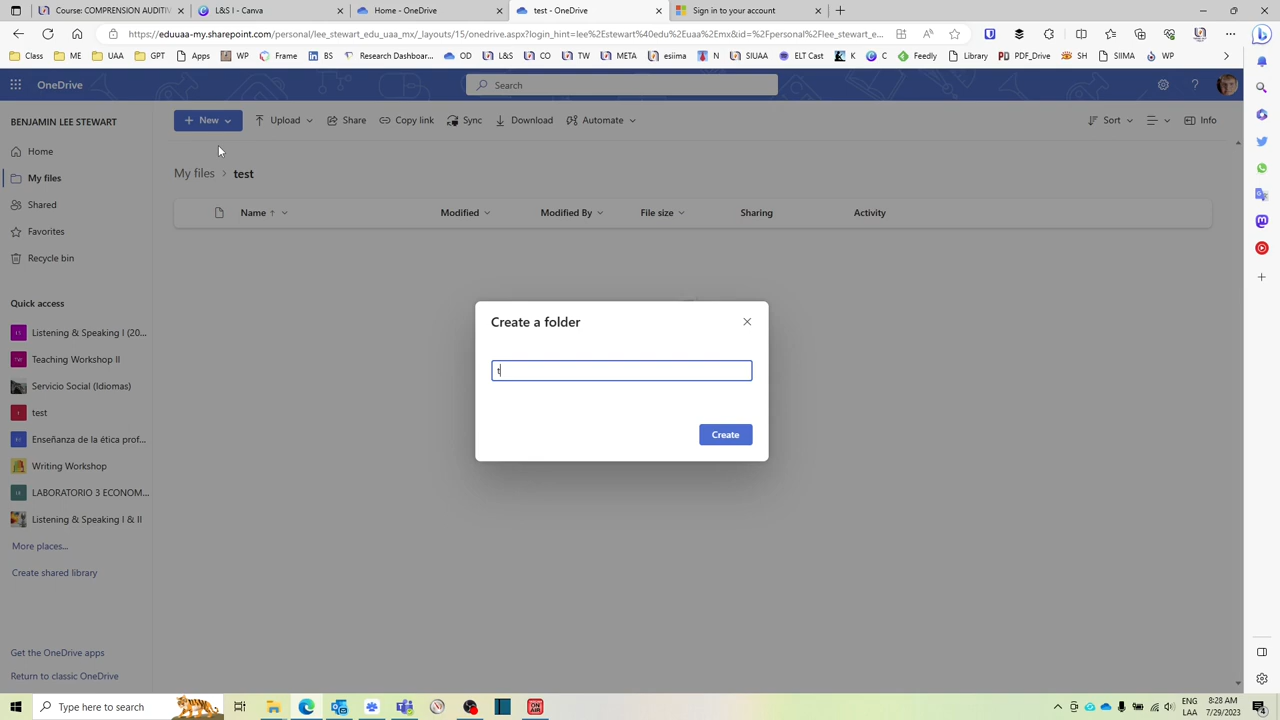 Course: COMPRENSION AUDITIV
L&S I - Canva
Home - OneDrive
test - OneDrive
Sign in to your account
https://eduuaa-my.sharepoint.com/personal/lee_stewart_edu_uaa_mx/_layouts/15/onedrive.aspx?login_hint=lee%2Estewart%40edu%2Euaa%2Emx&id=%2Fpersonal%2Flee_stewart_e...
Class ME UAA GPT Apps WP Frame BS Research Dashboar... OD L&S CO TW META esiima N SIUAA ELT Cast K C Feedly Library PDF_Drive SH SIIMA WP
OneDrive
Search
BENJAMIN LEE STEWART
New Upload Share Copy link Sync Download Automate Sort Info
Home
My files
Shared
Favorites
Recycle bin
My files > test
Name Modified Modified By File size Sharing Activity
Quick access
Listening & Speaking I (20...
Teaching Workshop II
Servicio Social (Idiomas)
test
Enseñanza de la ética prof...
Writing Workshop
LABORATORIO 3 ECONOM...
Listening & Speaking I & II
More places...
Create shared library
Get the OneDrive apps
Return to classic OneDrive
Create a folder
t
Create
Type here to search
ENG
LAA
8:28 AM
7/29/2023
4